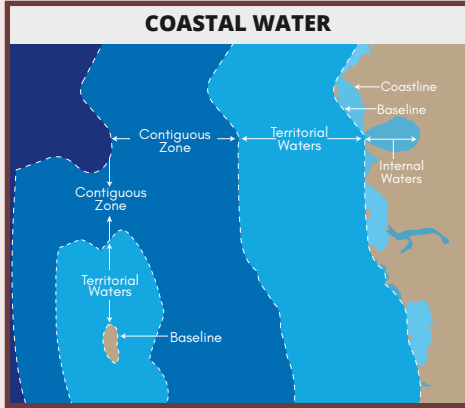 COASTAL WATER
Coastline
Baseline
Contiguous
Zone
Territorial
Waters
Internal
Waters
Contiguous
Zone
Territorial
Waters
Baseline